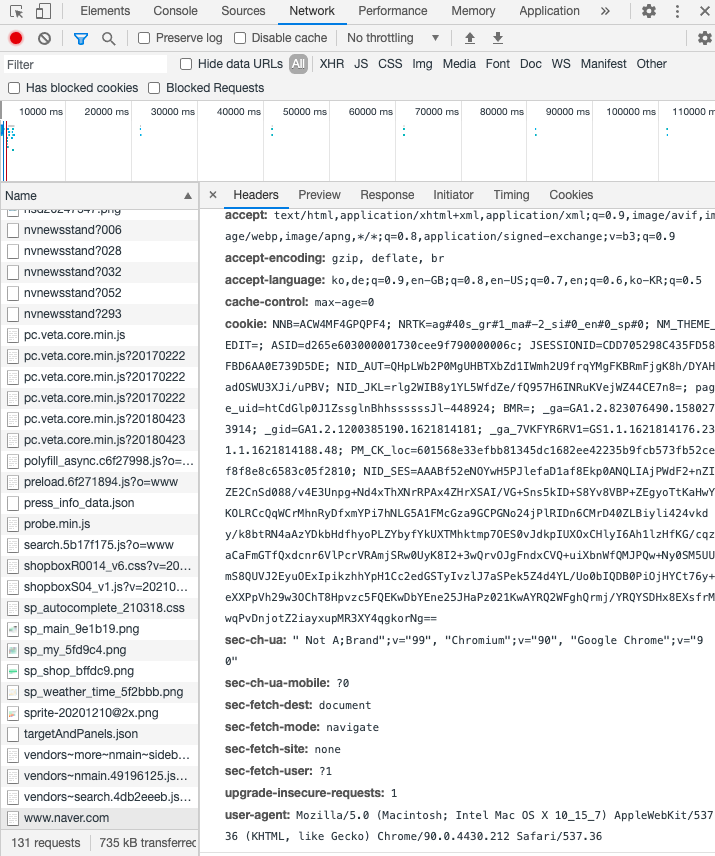 Elements Console Sources Network Performance Memory Application »
Preserve log Disable cache No throttling
Filter Hide data URLs All XHR JS CSS Img Media Font Doc WS Manifest Other
Has blocked cookies Blocked Requests
10000 ms 20000 ms 30000 ms 40000 ms 50000 ms 60000 ms 70000 ms 80000 ms 90000 ms 100000 ms 110000 m
Name
nvnewsstand?006
nvnewsstand?028
nvnewsstand?032
nvnewsstand?052
nvnewsstand?293
pc.veta.core.min.js
pc.veta.core.min.js?20170222
pc.veta.core.min.js?20170222
pc.veta.core.min.js?20170222
pc.veta.core.min.js?20180423
pc.veta.core.min.js?20180423
polyfill_async.c6f27998.js?o=…
preload.6f271894.js?o=www
press_info_data.json
probe.min.js
search.5b17f175.js?o=www
shopboxR0014_v6.css?v=20…
shopboxS04_v1.js?v=20210…
sp_autocomplete_210318.css
sp_main_9e1b19.png
sp_my_5fd9c4.png
sp_shop_bffdc9.png
sp_weather_time_5f2bbb.png
sprite-20201210@2x.png
targetAndPanels.json
vendors~more~nmain~sideb…
vendors~nmain.49196125.js…
vendors~search.4db2eeeb.js…
www.naver.com
131 requests 735 kB transferrec
× Headers Preview Response Initiator Timing Cookies
accept: text/html,application/xhtml+xml,application/xml;q=0.9,image/avif,im
age/webp,image/apng,*/*;q=0.8,application/signed-exchange;v=b3;q=0.9
accept-encoding: gzip, deflate, br
accept-language: ko,de;q=0.9,en-GB;q=0.8,en-US;q=0.7,en;q=0.6,ko-KR;q=0.5
cache-control: max-age=0
cookie: NNB=ACW4MF4GPQPF4; NRTK=ag#40s_gr#1_ma#-2_si#0_en#0_sp#0; NM_THEME_
EDIT=; ASID=d265e603000001730cee9f790000006c; JSESSIONID=CDD705298C435FD58
FBD6AA0E739D5DE; NID_AUT=QHpLWb2P0MgUHBTXbZd1IWmh2U9frqYMgFKBRmFjgK8h/DYAH
adOSWU3XJi/uPBV; NID_JKL=rlg2WIB8y1YL5WfdZe/fQ957H6INRuKVejWZ44CE7n8=; pag
e_uid=htCdGlp0J1ZssglnBhhssssssJl-448924; BMR=; _ga=GA1.2.823076490.158027
3914; _gid=GA1.2.1200385190.1621814181; _ga_7VKFYR6RV1=GS1.1.1621814176.23
1.1.1621814188.48; PM_CK_loc=601568e33efbb81345dc1682ee42235b9fcb573fb52ce
f8f8e8c6583c05f2810; NID_SES=AAABf52eNOYwH5PJlefaD1af8Ekp0ANQLIAjPWdF2+nZI
ZE2CnSd088/v4E3Unpg+Nd4xThXNrRPAx4ZHrXSAI/VG+Sns5kID+S8Yv8VBP+ZEgyoTtKaHwY
KOLRCcQqWCrMhnRyDfxmYPi7hNLG5A1FMcGza9GCPGNo24jPlRIDn6CMrD40ZLBiyli424vkd
y/k8btRN4aAzYDkbHdfhyoPLZYbyfYkUXTMhktmp7OES0vJdkpIUXOxCHlyI6Ah1lzHfKG/cqz
aCaFmGTfQxdcnr6VlPcrVRAmjSRw0UyK8I2+3wQrvOJgFndxCVQ+uiXbnWfQMJPQw+Ny0SM5UU
mS8QUVJ2EyuOExIpikzhhYpH1Cc2edGSTyIvzlJ7aSPek5Z4d4YL/Uo0bIQDB0PiOjHYCt76y+
eXXPpVh29w3OChT8Hpvzc5FQEKwDbYEne25JHaPz021KwAYRQ2WFghQrmj/YRQYSDHx8EXsfrM
wqPvDnjotZ2iayxupMR3XY4qgkorNg==
sec-ch-ua: " Not A;Brand";v="99", "Chromium";v="90", "Google Chrome";v="9
0"
sec-ch-ua-mobile: ?0
sec-fetch-dest: document
sec-fetch-mode: navigate
sec-fetch-site: none
sec-fetch-user: ?1
upgrade-insecure-requests: 1
user-agent: Mozilla/5.0 (Macintosh; Intel Mac OS X 10_15_7) AppleWebKit/537
36 (KHTML, like Gecko) Chrome/90.0.4430.212 Safari/537.36